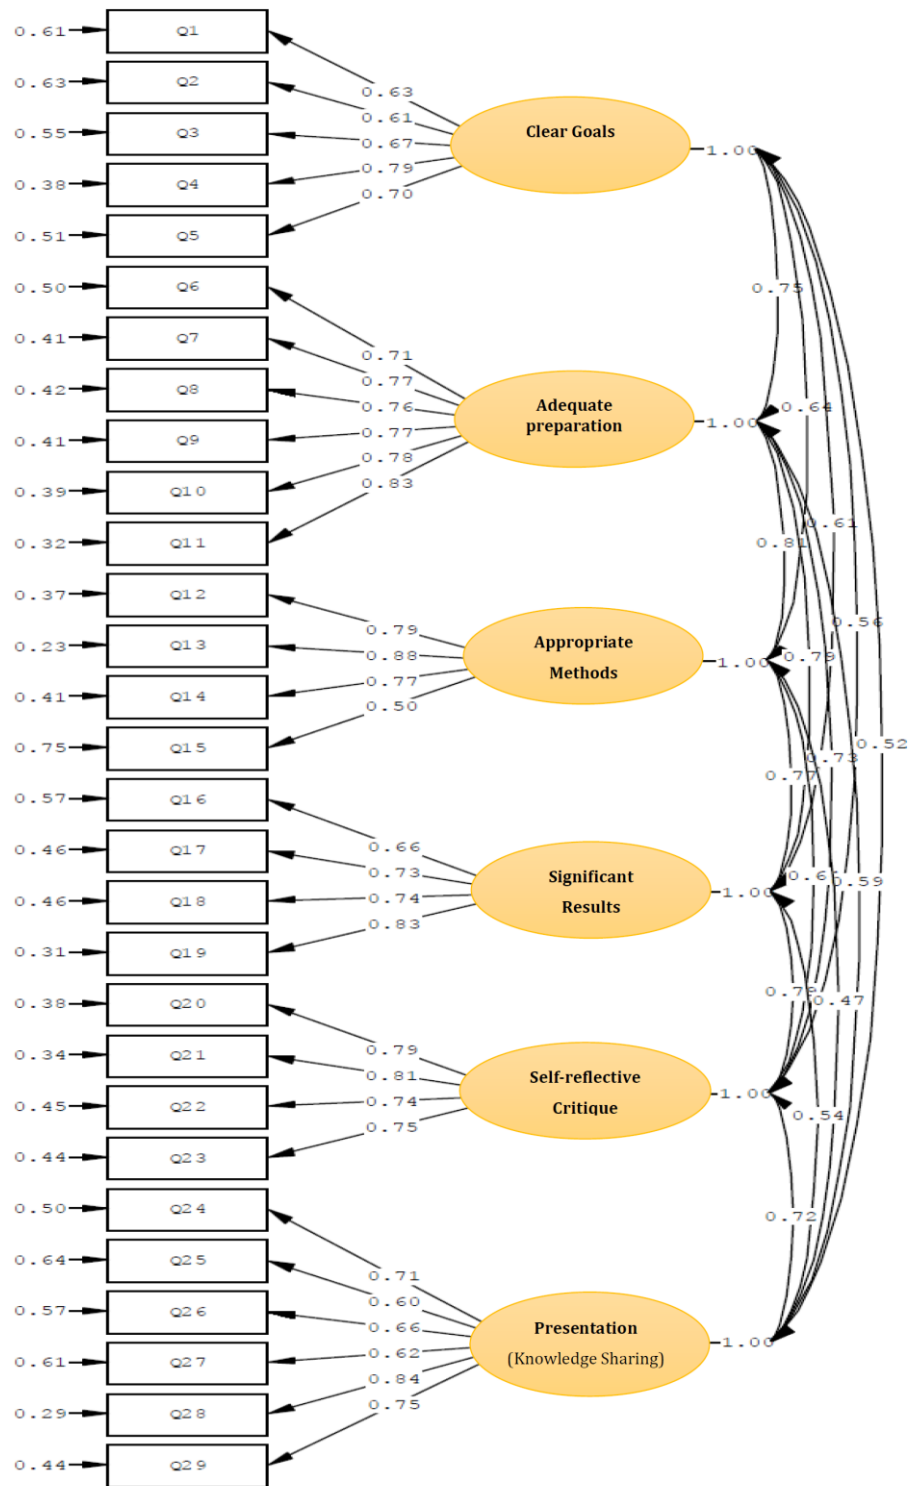 0.61 Q1
0.63 Q2
0.55 Q3
0.38 Q4
0.51 Q5
0.50 Q6
0.41 Q7
0.42 Q8
0.41 Q9
0.39 Q10
0.32 Q11
0.37 Q12
0.23 Q13
0.41 Q14
0.75 Q15
0.57 Q16
0.46 Q17
0.46 Q18
0.31 Q19
0.38 Q20
0.34 Q21
0.45 Q22
0.44 Q23
0.50 Q24
0.64 Q25
0.57 Q26
0.61 Q27
0.29 Q28
0.44 Q29
0.63
0.61
0.67
0.79
0.70
0.71
0.77
0.76
0.77
0.78
0.83
0.79
0.88
0.77
0.50
0.66
0.73
0.74
0.83
0.79
0.81
0.74
0.75
0.71
0.60
0.66
0.62
0.84
0.75
Clear Goals
Adequate
preparation
Appropriate
Methods
Significant
Results
Self-reflective
Critique
Presentation
(Knowledge Sharing)
1.00
1.00
1.00
1.00
1.00
1.00
0.75
0.64
0.61
0.81
0.56
0.79
0.52
0.73
0.77
0.59
0.47
0.54
0.72